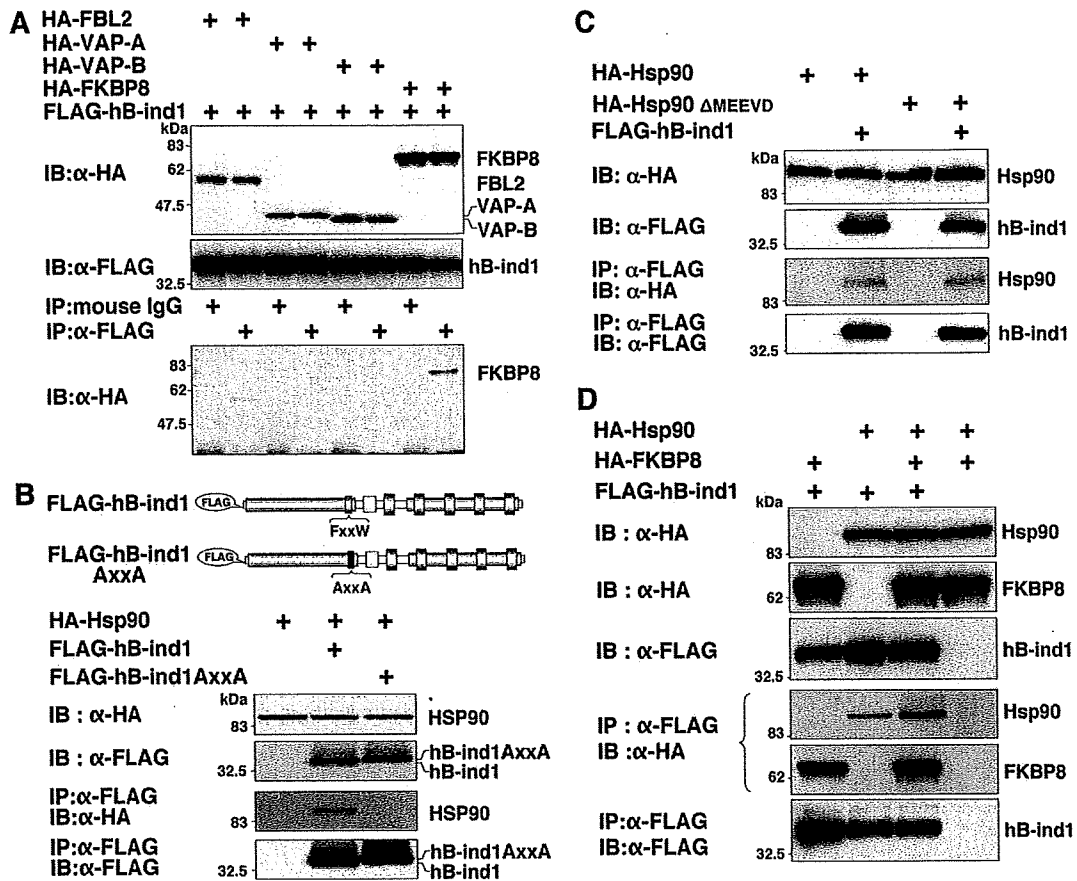 A
HA-FBL2 + +
HA-VAP-A + +
HA-VAP-B + +
HA-FKBP8 + +
FLAG-hB-ind1 + + + + + + + +
kDa
83
62
47.5
IB:α-HA
FKBP8
FBL2
VAP-A
VAP-B
IB:α-FLAG
32.5
hB-ind1
IP:mouse IgG + + + +
IP:α-FLAG + + + +
83
62
47.5
IB:α-HA
FKBP8
B
FLAG-hB-ind1
FLAG
FxxW
FLAG-hB-ind1
AxxA
FLAG
AxxA
HA-Hsp90 + + +
FLAG-hB-ind1 +
FLAG-hB-ind1AxxA +
kDa
IB : α-HA
83
HSP90
IB : α-FLAG
32.5
hB-ind1AxxA
hB-ind1
IP:α-FLAG
IB:α-HA
83
HSP90
IP:α-FLAG
IB:α-FLAG
32.5
hB-ind1AxxA
hB-ind1
C
HA-Hsp90 + +
HA-Hsp90 ΔMEEVD + +
FLAG-hB-ind1 + +
kDa
IB: α-HA
83
Hsp90
IB: α-FLAG
32.5
hB-ind1
IP: α-FLAG
IB: α-HA
83
Hsp90
IP: α-FLAG
IB: α-FLAG
32.5
hB-ind1
D
HA-Hsp90 + + +
HA-FKBP8 + + +
FLAG-hB-ind1 + + +
kDa
IB : α-HA
83
Hsp90
IB : α-HA
62
FKBP8
IB : α-FLAG
32.5
hB-ind1
IP : α-FLAG
IB :α-HA
83
Hsp90
62
FKBP8
IP:α-FLAG
IB:α-FLAG
32.5
hB-ind1